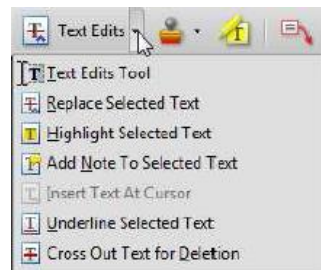 Text Edits
Text Edits Tool
Replace Selected Text
Highlight Selected Text
Add Note To Selected Text
Insert Text At Cursor
Underline Selected Text
Cross Out Text for Deletion